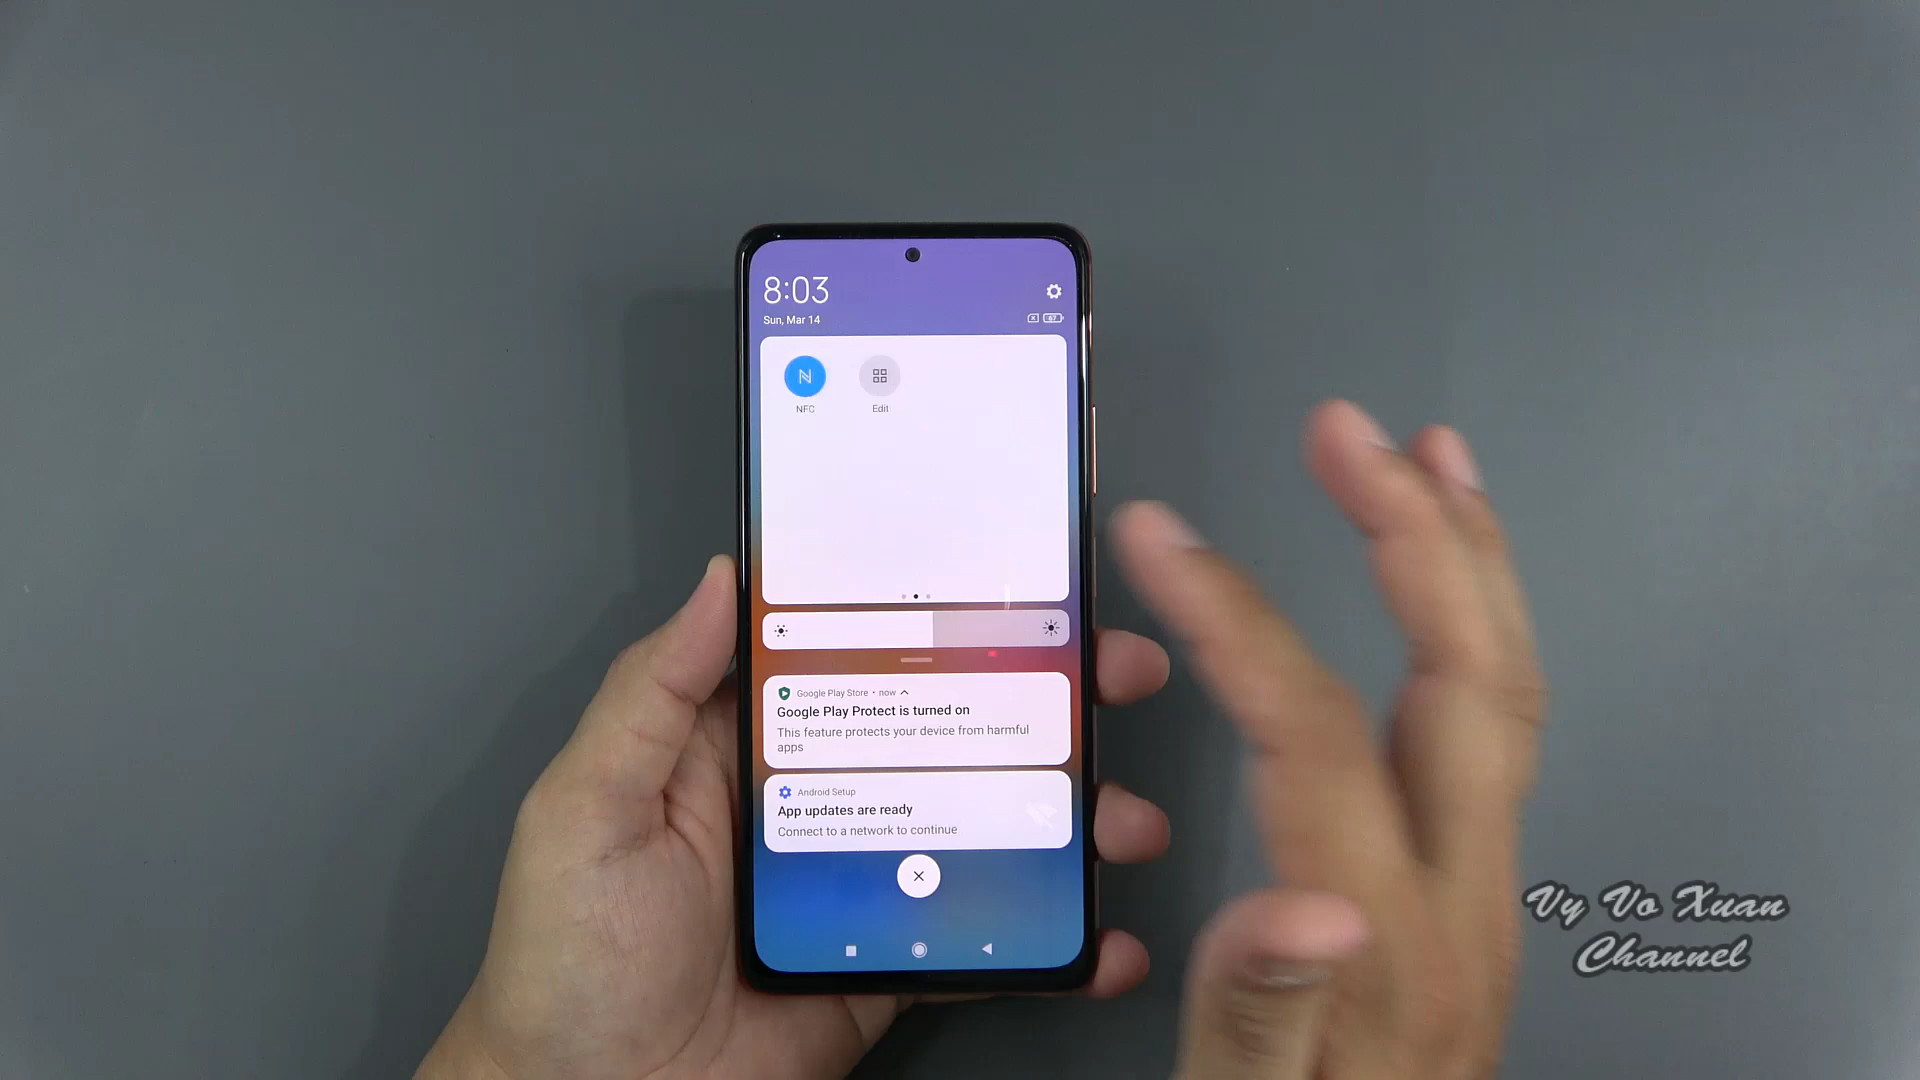 8:03
Sun, Mar 14
67
NFC
Edit
Google Play Store • now
Google Play Protect is turned on
This feature protects your device from harmful
apps
Android Setup
App updates are ready
Connect to a network to continue
Vy Vo Xuan
Channel